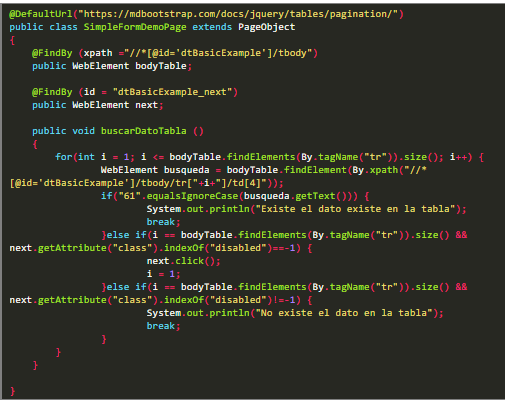 @DefaultUrl("https://mdbootstrap.com/docs/jquery/tables/pagination/")
public class SimpleFormDemoPage extends PageObject
{
@FindBy (xpath ="//*[@id='dtBasicExample']/tbody")
public WebElement bodyTable;
@FindBy (id = "dtBasicExample_next")
public WebElement next;
public void buscarDatoTabla ()
{
for(int i = 1; i <= bodyTable.findElements(By.tagName("tr")).size(); i++) {
WebElement busqueda = bodyTable.findElement(By.xpath("//*
[@id='dtBasicExample']/tbody/tr["+i+"]/td[4]"));
if("61".equalsIgnoreCase(busqueda.getText())) {
System.out.println("Existe el dato existe en la tabla");
break;
}else if(i == bodyTable.findElements(By.tagName("tr")).size() &&
next.getAttribute("class").indexOf("disabled")==-1) {
next.click();
i = 1;
}else if(i == bodyTable.findElements(By.tagName("tr")).size() &&
next.getAttribute("class").indexOf("disabled")!=-1) {
System.out.println("No existe el dato en la tabla");
break;
}
}
}
}